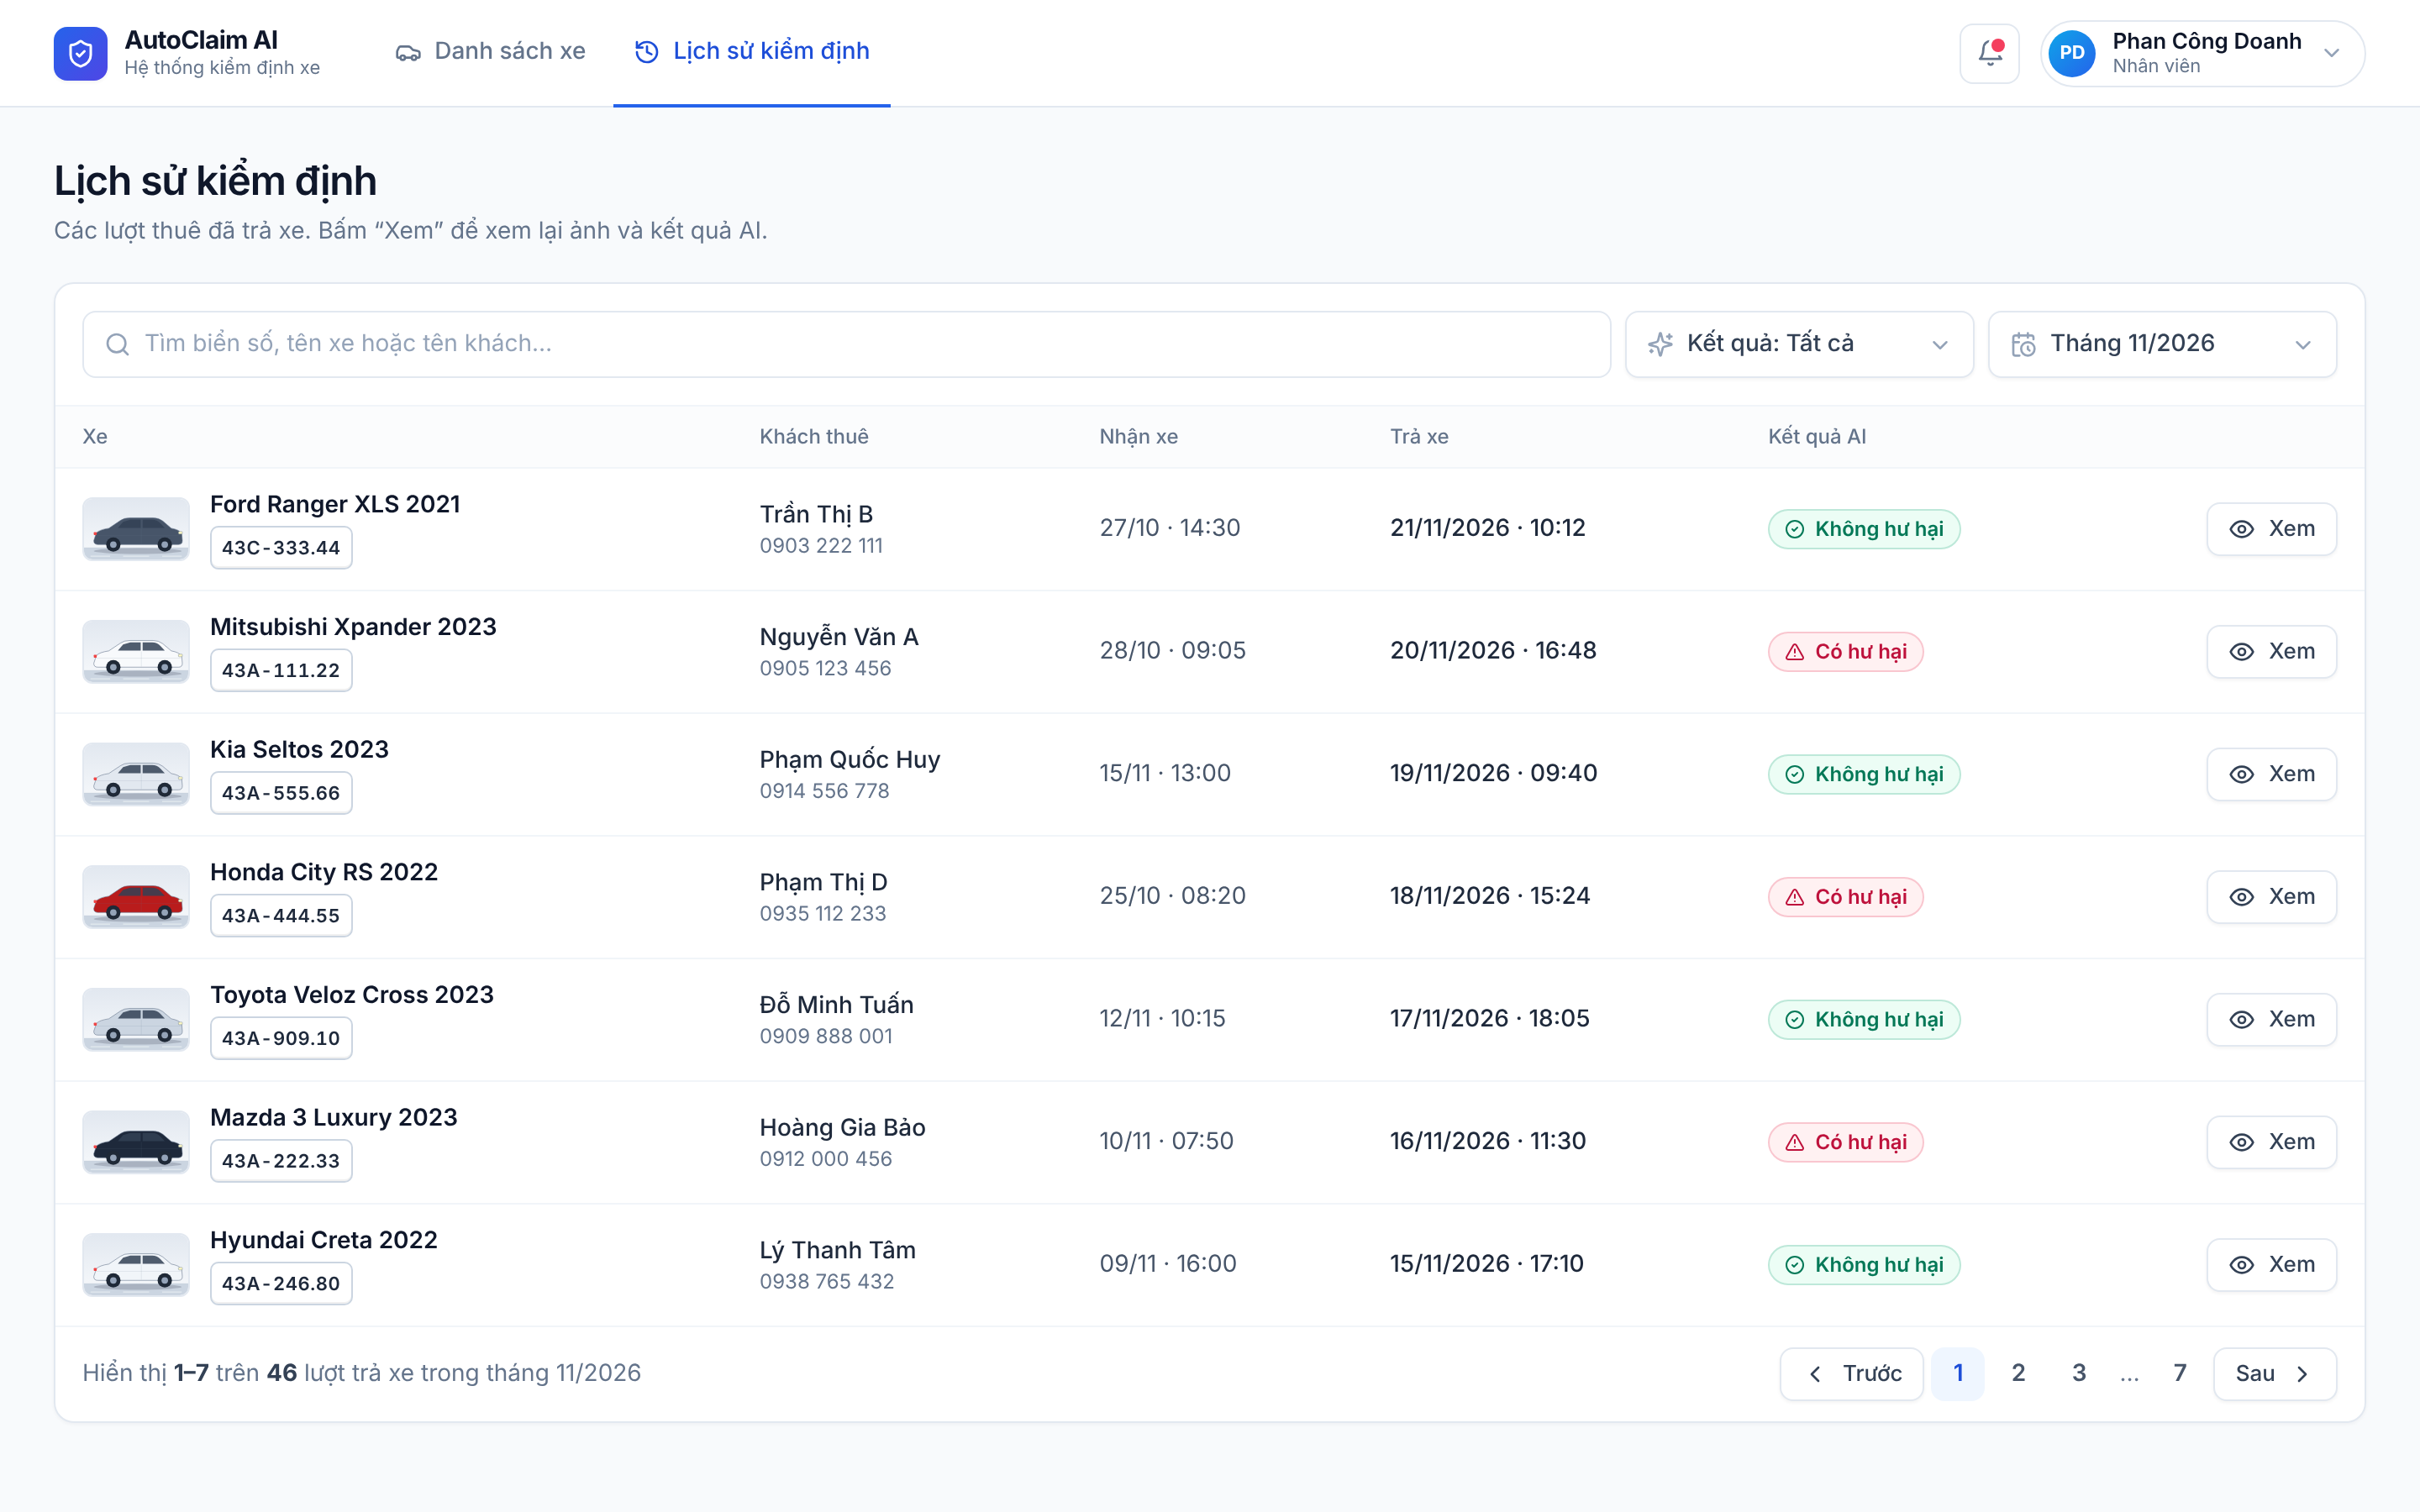 AutoClaim AI
Hệ thống kiểm định xe
Danh sách xe
Lịch sử kiểm định
PD
Phan Công Doanh
Nhân viên
Lịch sử kiểm định
Các lượt thuê đã trả xe. Bấm “Xem” để xem lại ảnh và kết quả AI.
Tìm biển số, tên xe hoặc tên khách...
Kết quả: Tất cả
Tháng 11/2026
Xe Khách thuê Nhận xe Trả xe Kết quả AI
Ford Ranger XLS 2021
43C-333.44
Trần Thị B
0903 222 111
27/10 · 14:30
21/11/2026 · 10:12
Không hư hại
Xem
Mitsubishi Xpander 2023
43A-111.22
Nguyễn Văn A
0905 123 456
28/10 · 09:05
20/11/2026 · 16:48
Có hư hại
Xem
Kia Seltos 2023
43A-555.66
Phạm Quốc Huy
0914 556 778
15/11 · 13:00
19/11/2026 · 09:40
Không hư hại
Xem
Honda City RS 2022
43A-444.55
Phạm Thị D
0935 112 233
25/10 · 08:20
18/11/2026 · 15:24
Có hư hại
Xem
Toyota Veloz Cross 2023
43A-909.10
Đỗ Minh Tuấn
0909 888 001
12/11 · 10:15
17/11/2026 · 18:05
Không hư hại
Xem
Mazda 3 Luxury 2023
43A-222.33
Hoàng Gia Bảo
0912 000 456
10/11 · 07:50
16/11/2026 · 11:30
Có hư hại
Xem
Hyundai Creta 2022
43A-246.80
Lý Thanh Tâm
0938 765 432
09/11 · 16:00
15/11/2026 · 17:10
Không hư hại
Xem
Hiển thị 1–7 trên 46 lượt trả xe trong tháng 11/2026
Trước 1 2 3 ... 7 Sau